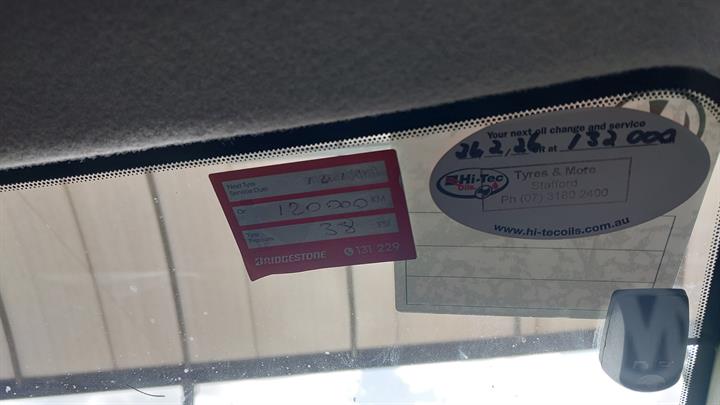 Next Tyre
Service Due:
Or 120000 KM
Tyre
Pressure 38 PSI
BRIDGESTONE 131 229
Your next oil change and service
26,2,26 at 132 000
Hi-Tec
Oils
Tyres & More
Stafford
Ph (07) 3180 2400
www.hi-tecoils.com.au